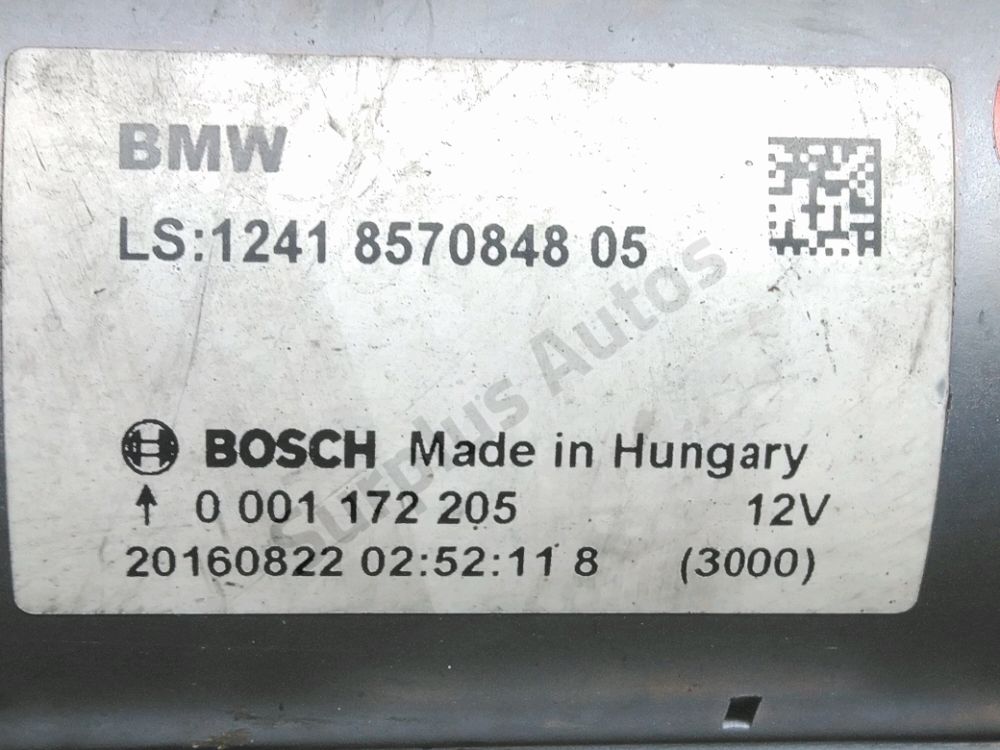 BMW
LS:1241 8570848 05
BOSCH Made in Hungary
↑ 0 001 172 205 12V
20160822 02:52:11 8 (3000)
Surplus Autos